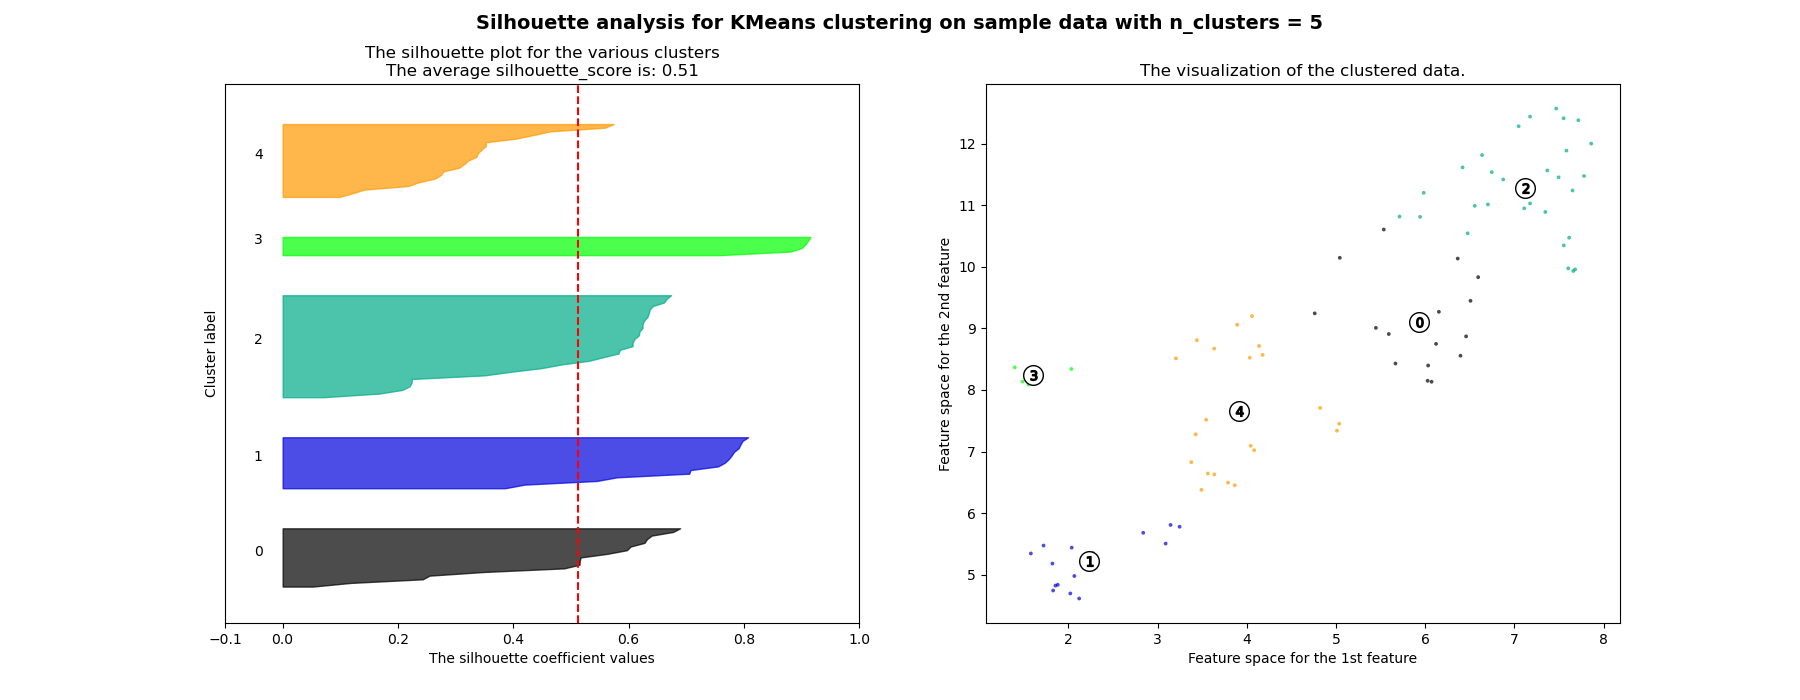 Silhouette analysis for KMeans clustering on sample data with n_clusters = 5
The silhouette plot for the various clusters
The average silhouette_score is: 0.51
4
3
2
1
0
Cluster label
−0.1 0.0 0.2 0.4 0.6 0.8 1.0
The silhouette coefficient values
The visualization of the clustered data.
12
11
10
9
8
7
6
5
Feature space for the 2nd feature
2
0
3
4
1
2 3 4 5 6 7 8
Feature space for the 1st feature